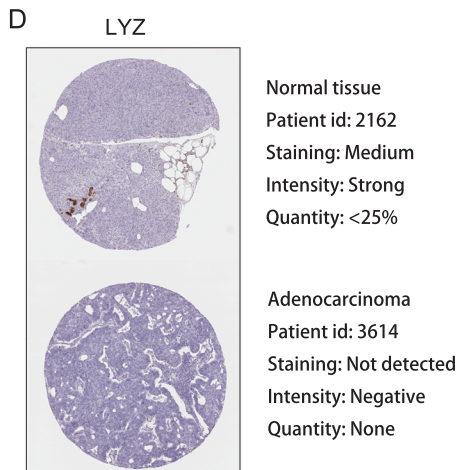 D
LYZ
Normal tissue
Patient id: 2162
Staining: Medium
Intensity: Strong
Quantity: <25%
Adenocarcinoma
Patient id: 3614
Staining: Not detected
Intensity: Negative
Quantity: None